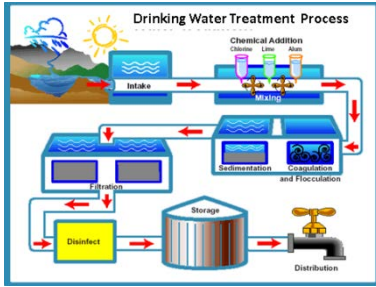 Drinking Water Treatment Process
Chemical Addition
Chlorine Lime Alum
Intake
Mixing
Sedimentation
Coagulation
and Flocculation
Filtration
Storage
Disinfect
Distribution